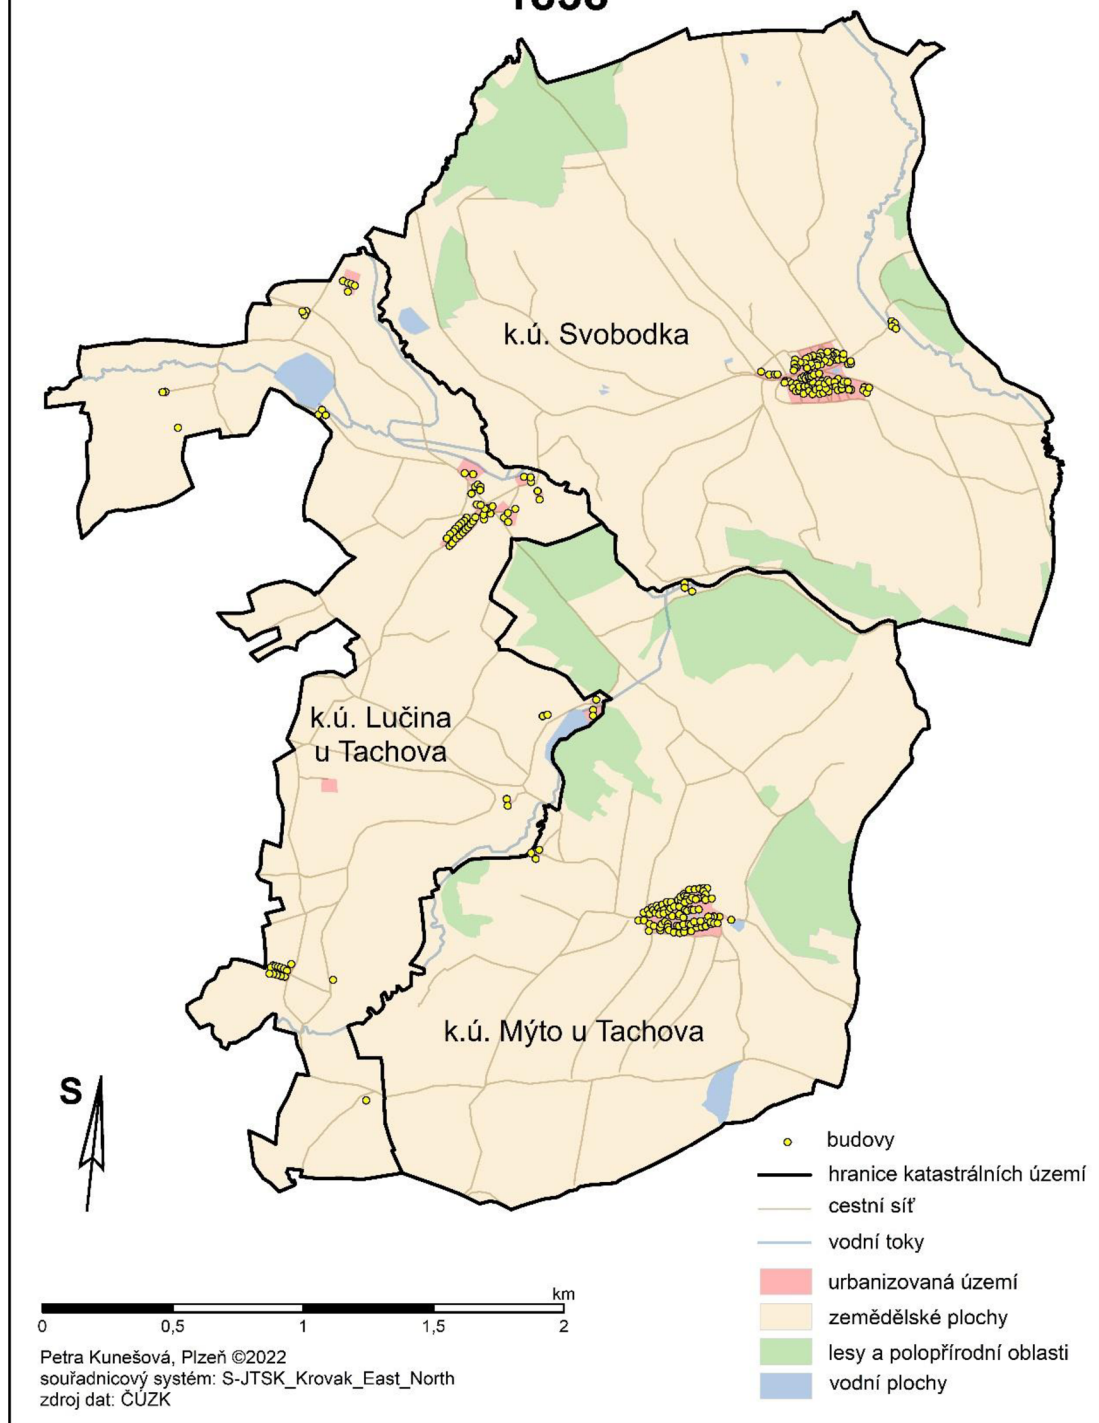 k.ú. Svobodka
k.ú. Lučina
u Tachova
k.ú. Mýto u Tachova
S
budovy
hranice katastrálních území
cestní síť
vodní toky
urbanizovaná území
zemědělské plochy
lesy a polopřírodní oblasti
vodní plochy
km
0 0,5 1 1,5 2
Petra Kunešová, Plzeň ©2022
souřadnicový systém: S-JTSK_Krovak_East_North
zdroj dat: ČÚZK